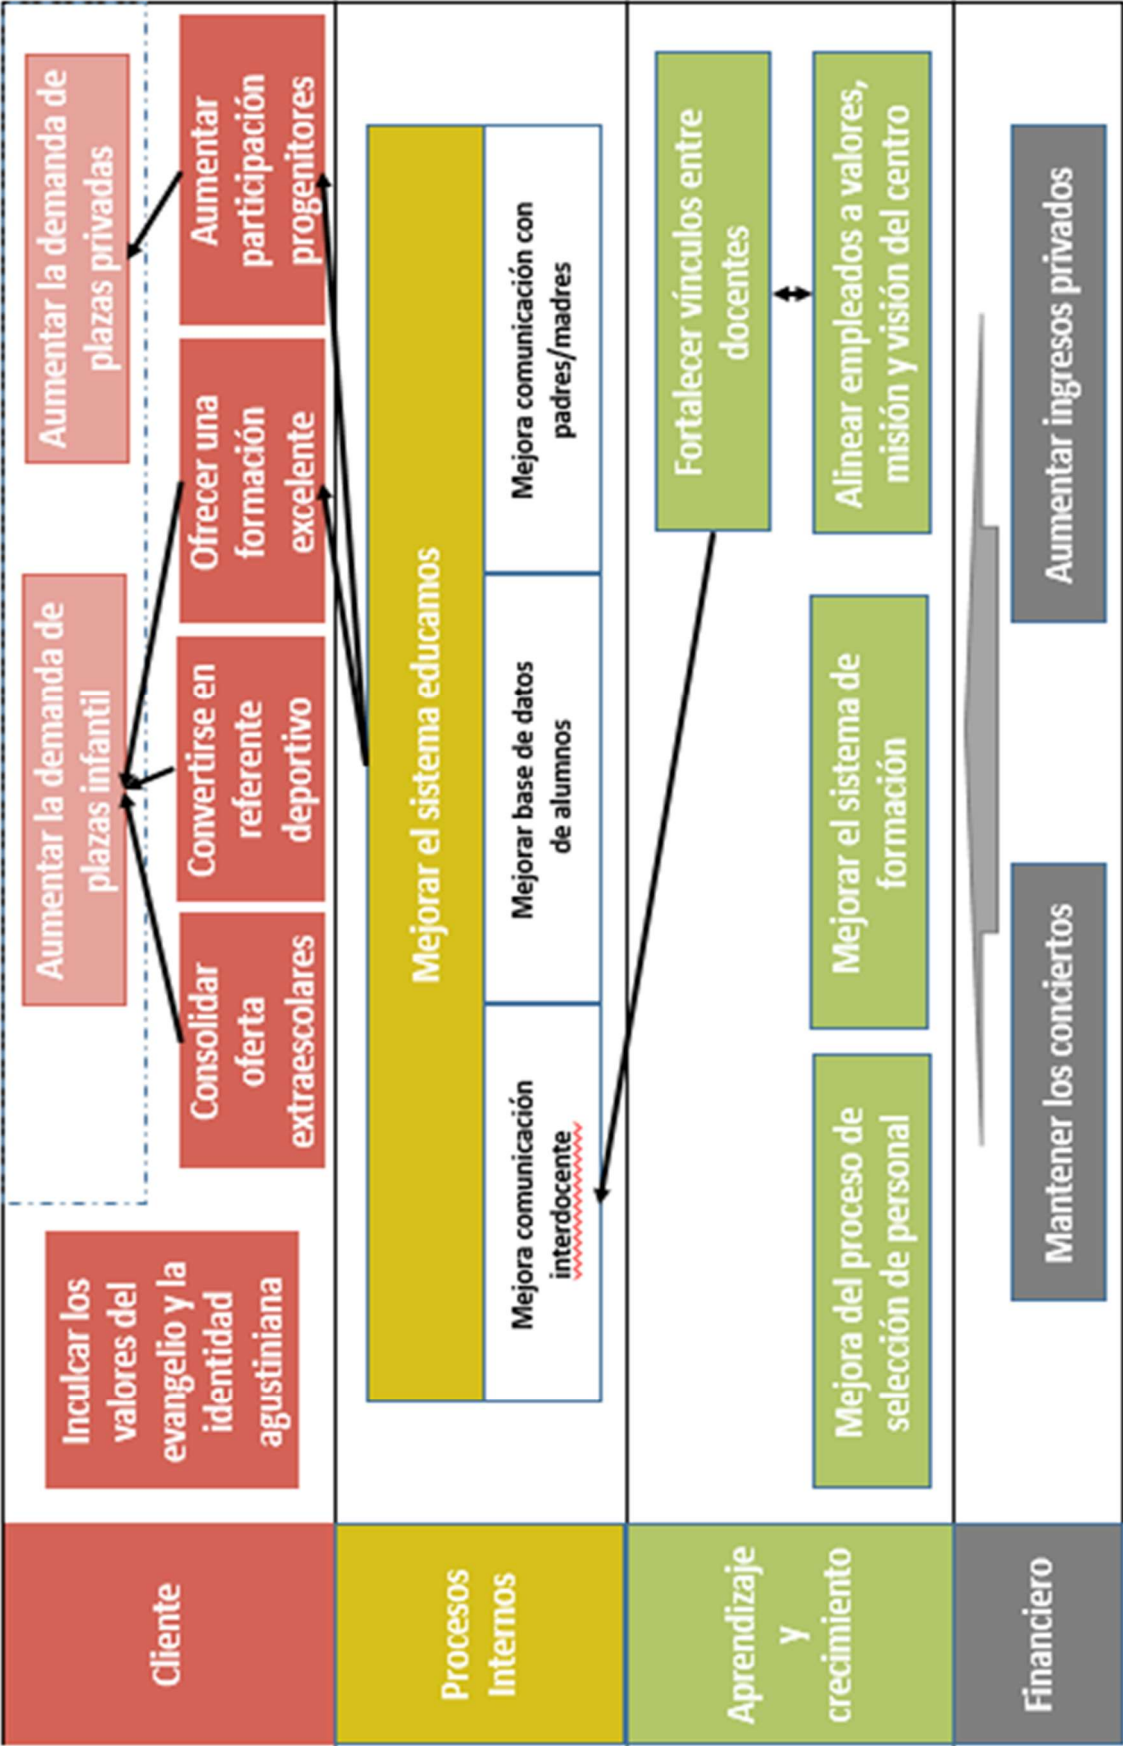 Cliente
Inculcar los
valores del
evangelio y la
identidad
agustiniana
Aumentar la demanda de
plazas infantil
Aumentar la demanda de
plazas privadas
Consolidar
oferta
extraescolares
Convertirse en
referente
deportivo
Ofrecer una
formación
excelente
Aumentar
participación
progenitores
Procesos
Internos
Mejorar el sistema educamos
Mejora comunicación
interdocente
Mejorar base de datos
de alumnos
Mejora comunicación con
padres/madres
Aprendizaje
y
crecimiento
Fortalecer vínculos entre
docentes
Mejora del proceso de
selección de personal
Mejorar el sistema de
formación
Alinear empleados a valores,
misión y visión del centro
Financiero
Mantener los conciertos
Aumentar ingresos privados